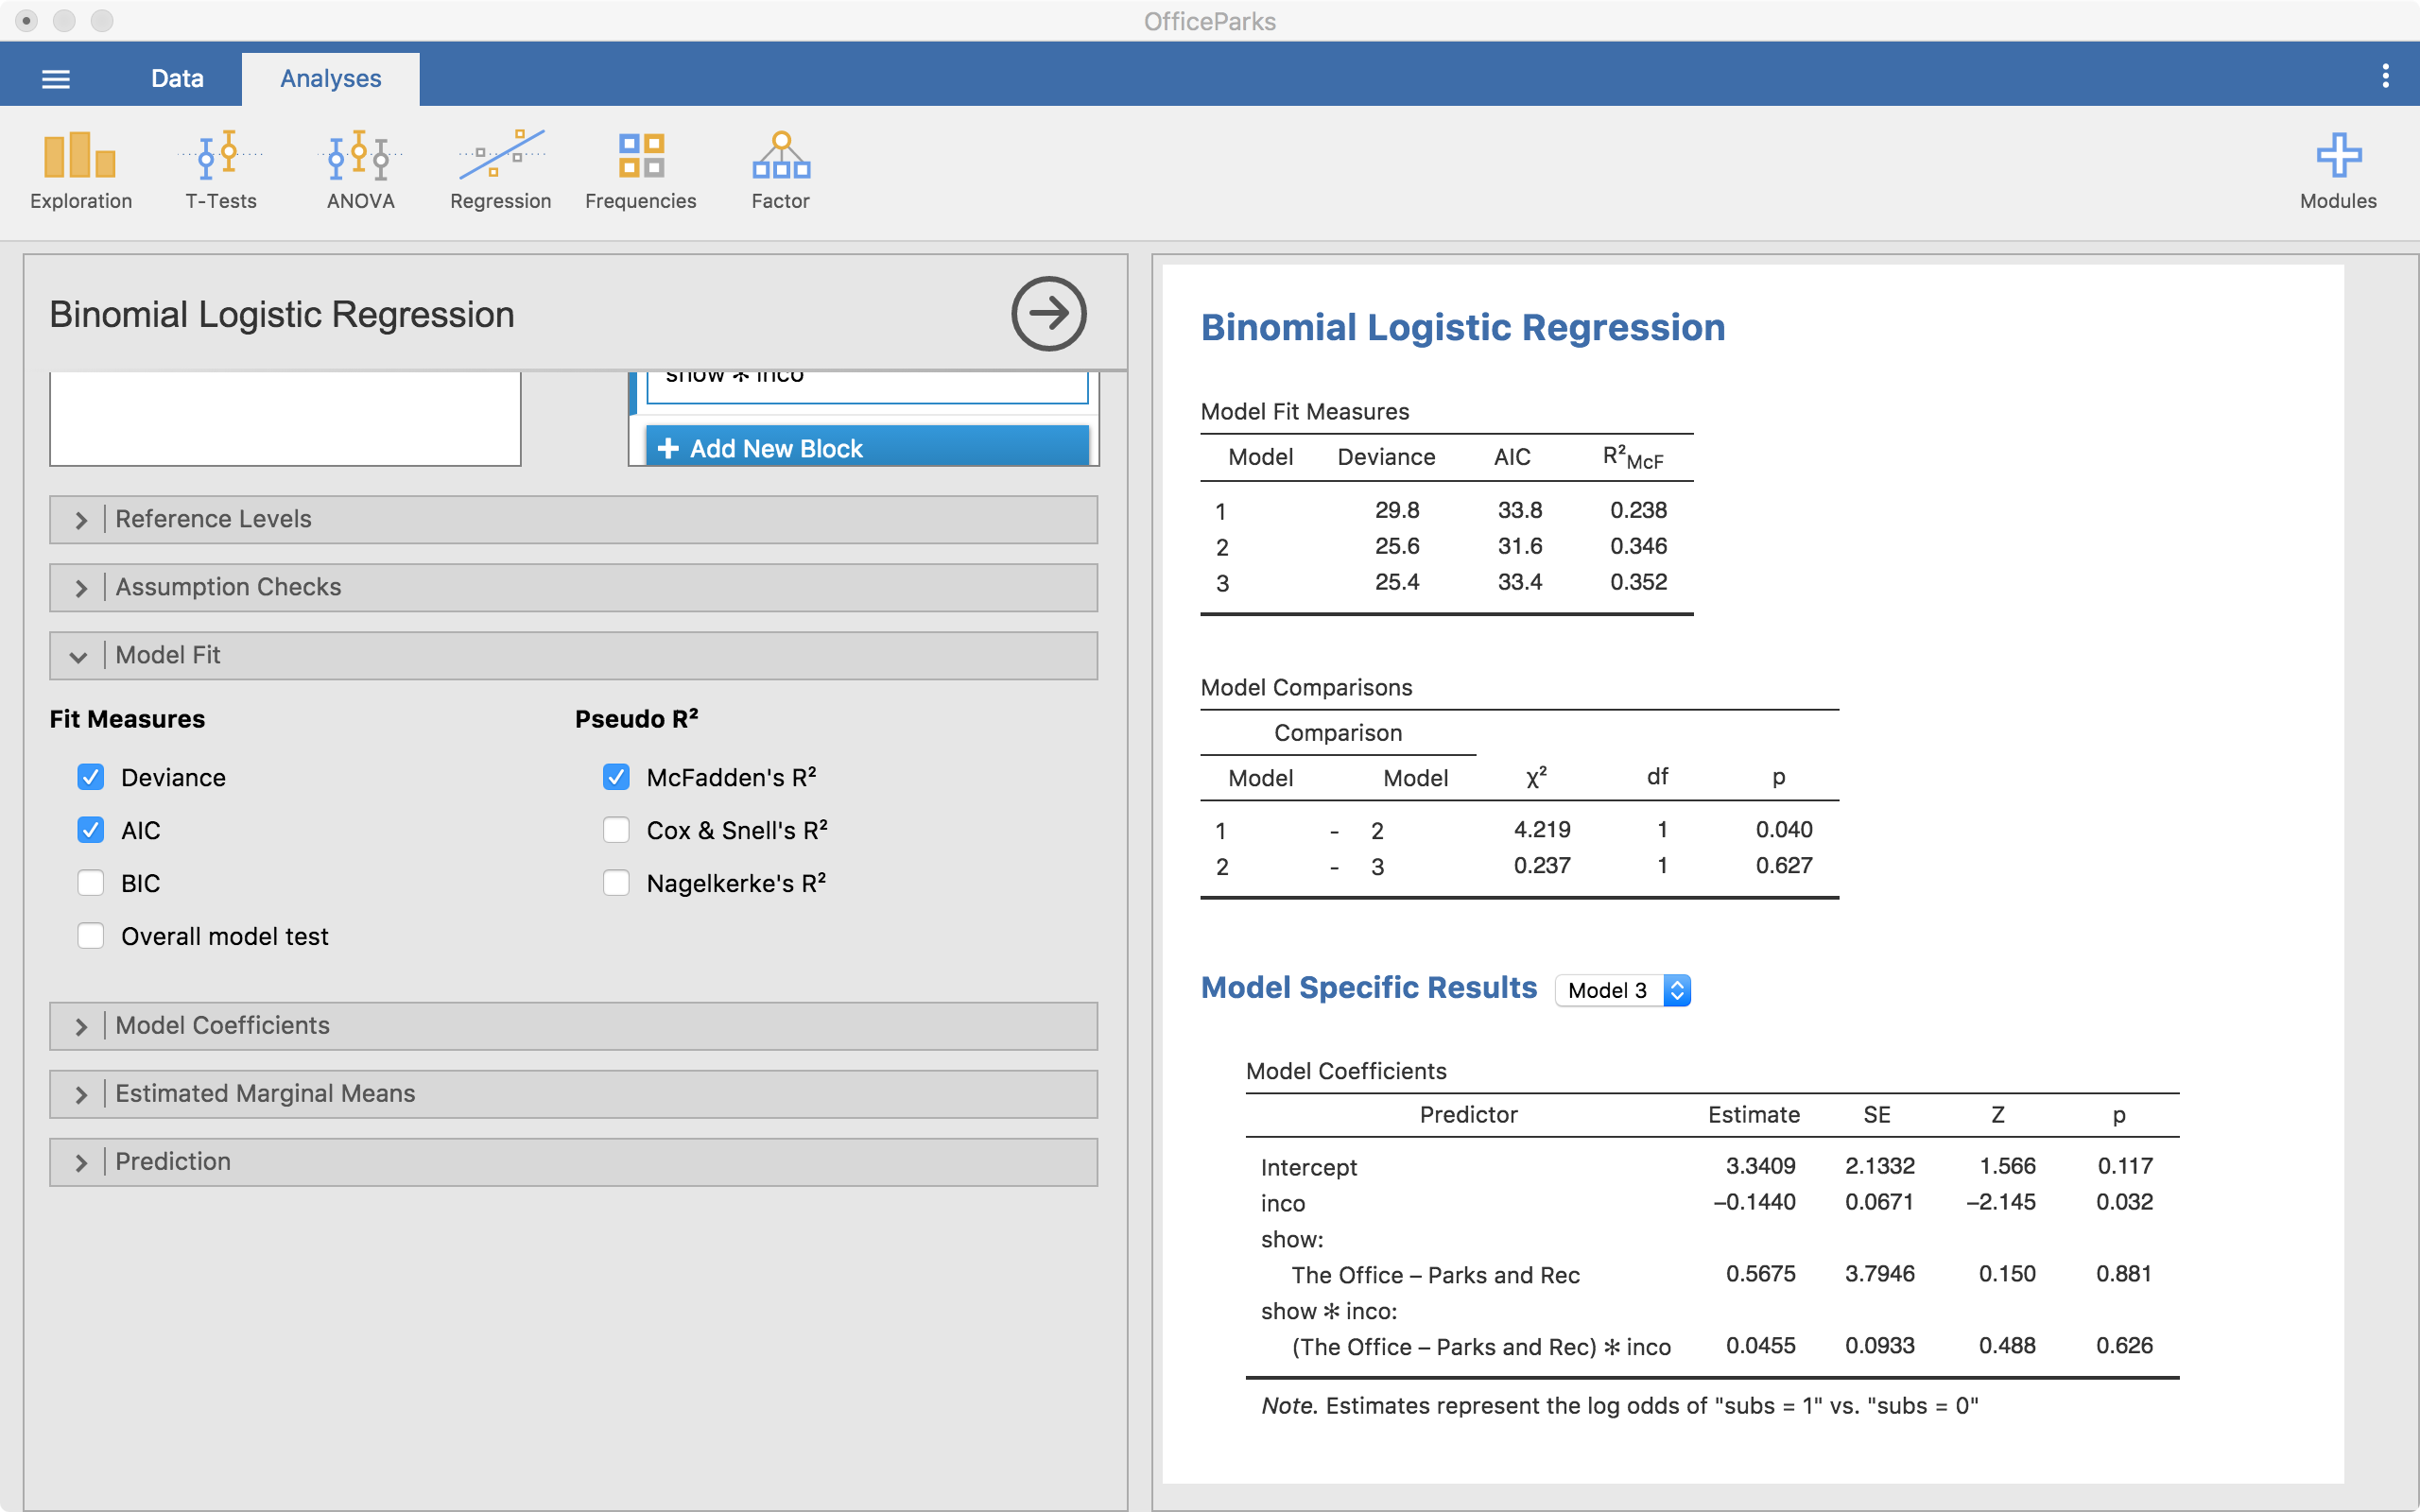 OfficeParks
Data Analyses
Exploration T-Tests ANOVA Regression Frequencies Factor Modules
Binomial Logistic Regression
show ✻ inco
+ Add New Block
Reference Levels
Assumption Checks
Model Fit
Fit Measures Pseudo R²
Deviance McFadden's R²
AIC Cox & Snell's R²
BIC Nagelkerke's R²
Overall model test
Model Coefficients
Estimated Marginal Means
Prediction
Binomial Logistic Regression
Model Fit Measures
Model Deviance AIC R²McF
1 29.8 33.8 0.238
2 25.6 31.6 0.346
3 25.4 33.4 0.352
Model Comparisons
Comparison
Model Model χ² df p
1 - 2 4.219 1 0.040
2 - 3 0.237 1 0.627
Model Specific Results Model 3
Model Coefficients
Predictor Estimate SE Z p
Intercept 3.3409 2.1332 1.566 0.117
inco −0.1440 0.0671 −2.145 0.032
show:
The Office – Parks and Rec 0.5675 3.7946 0.150 0.881
show ✻ inco:
(The Office – Parks and Rec) ✻ inco 0.0455 0.0933 0.488 0.626
Note. Estimates represent the log odds of "subs = 1" vs. "subs = 0"